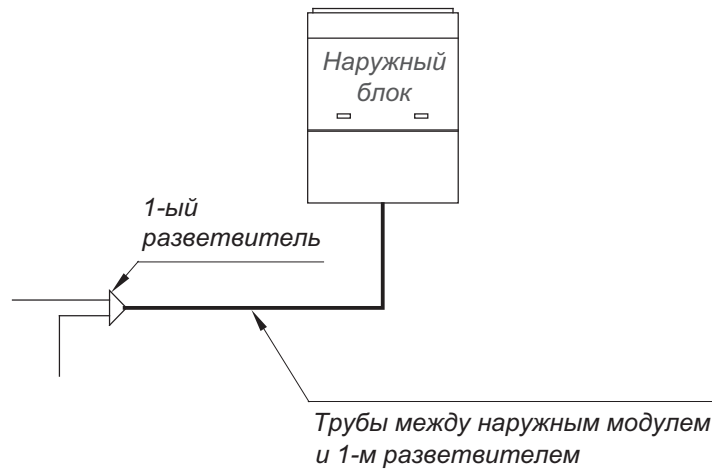 Наружный
блок
1-ый
разветвитель
Трубы между наружным модулем
и 1-м разветвителем